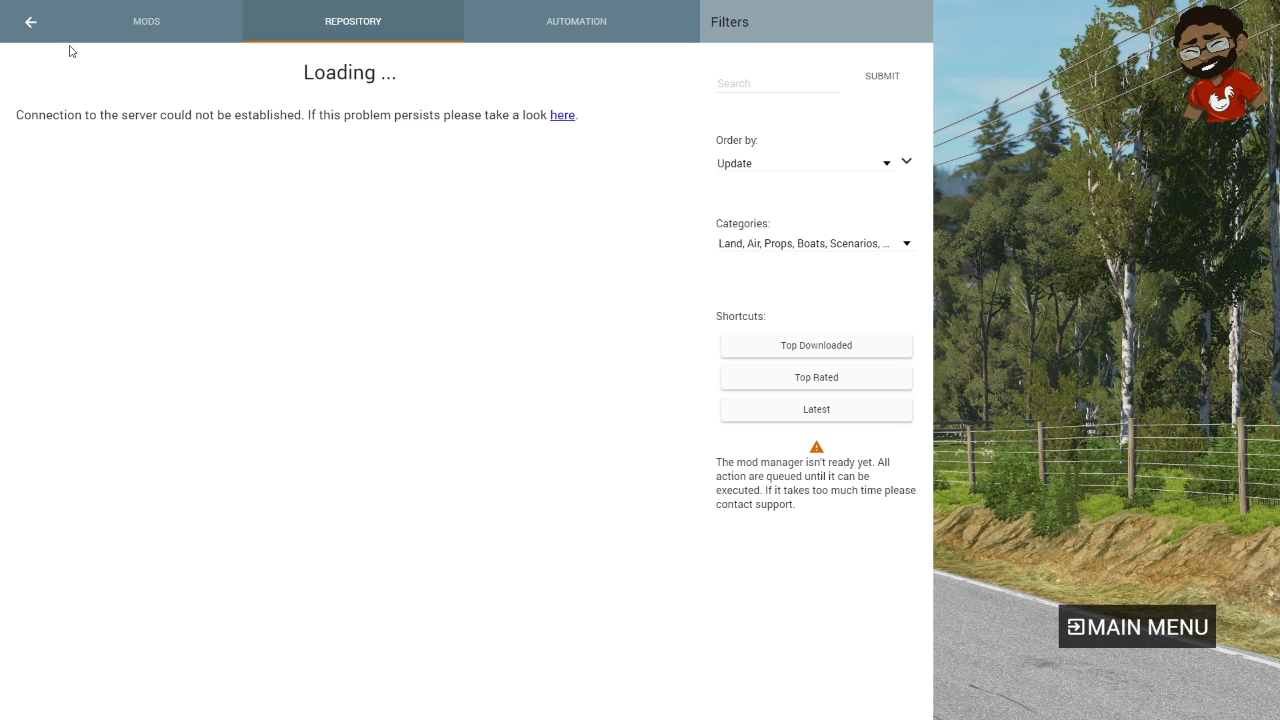 MODS
REPOSITORY
AUTOMATION
Filters
Loading ...
Connection to the server could not be established. If this problem persists please take a look here.
Search
SUBMIT
Order by:
Update
Categories:
Land, Air, Props, Boats, Scenarios, ...
Shortcuts:
Top Downloaded
Top Rated
Latest
The mod manager isn't ready yet. All
action are queued until it can be
executed. If it takes too much time please
contact support.
MAIN MENU